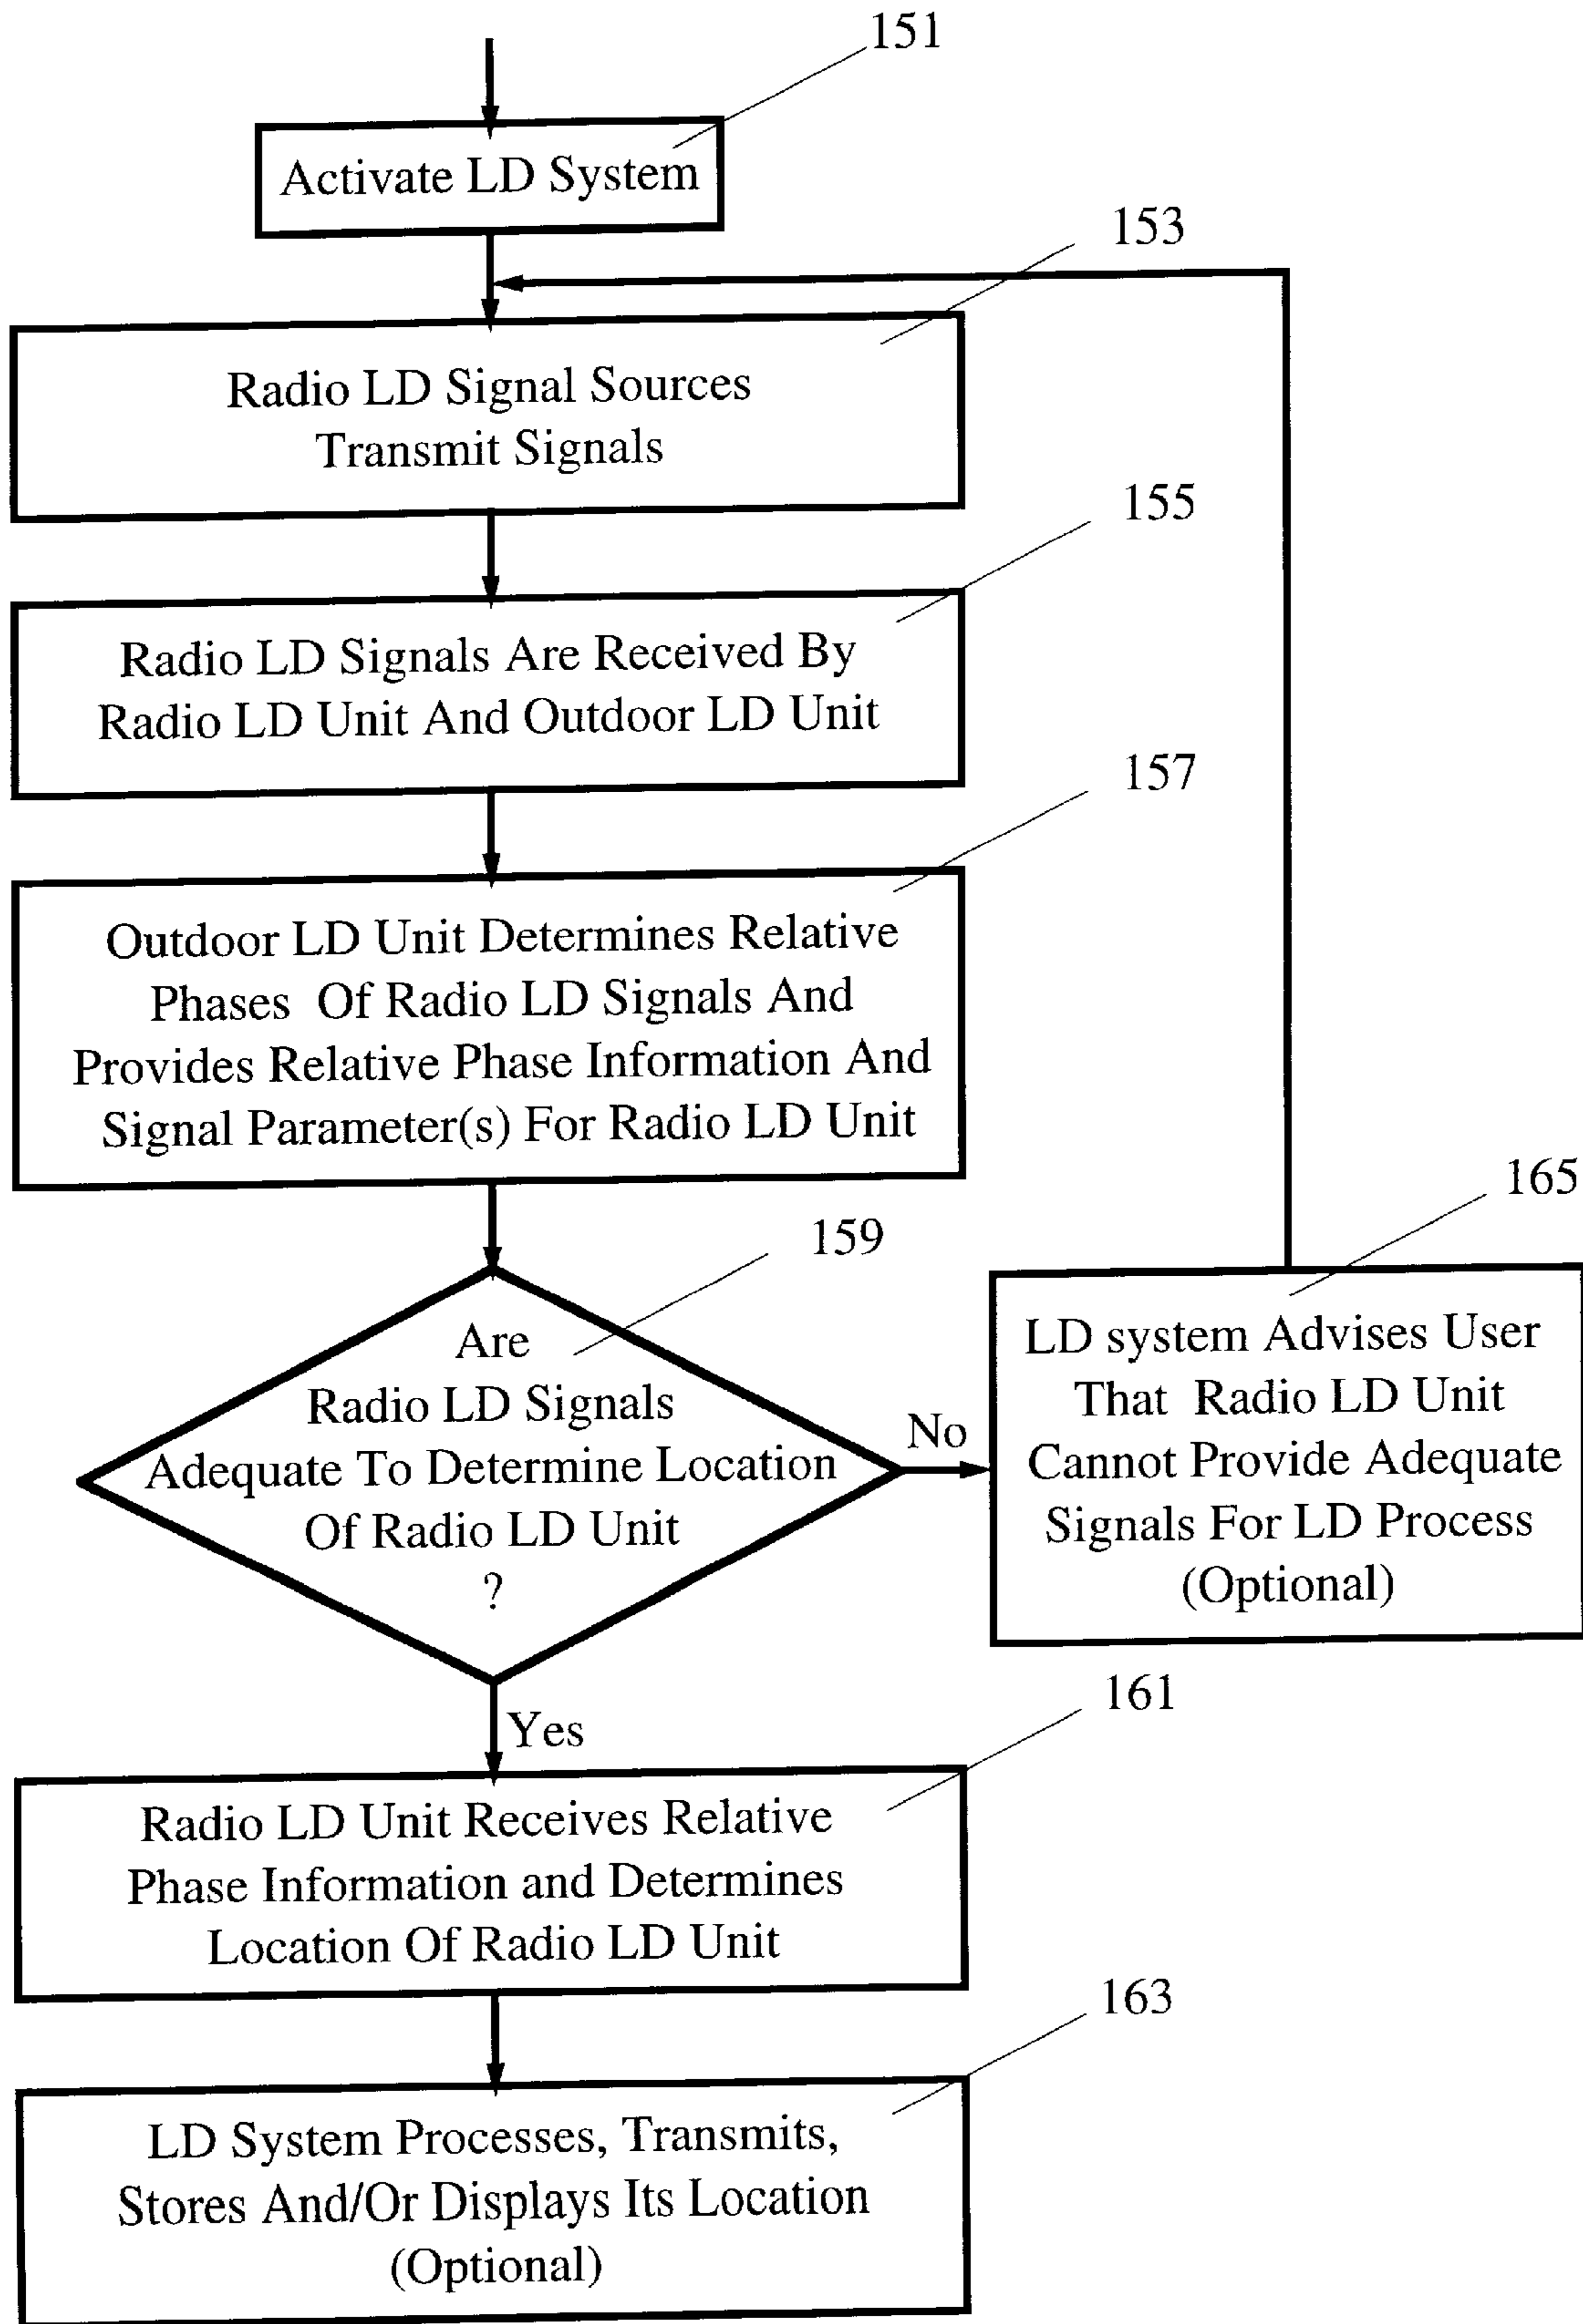 151
Activate LD System
153
Radio LD Signal Sources
Transmit Signals
155
Radio LD Signals Are Received By
Radio LD Unit And Outdoor LD Unit
157
Outdoor LD Unit Determines Relative
Phases Of Radio LD Signals And
Provides Relative Phase Information And
Signal Parameter(s) For Radio LD Unit
159
Are
Radio LD Signals
Adequate To Determine Location
Of Radio LD Unit
?
No
165
LD system Advises User
That Radio LD Unit
Cannot Provide Adequate
Signals For LD Process
(Optional)
Yes
161
Radio LD Unit Receives Relative
Phase Information and Determines
Location Of Radio LD Unit
163
LD System Processes, Transmits,
Stores And/Or Displays Its Location
(Optional)